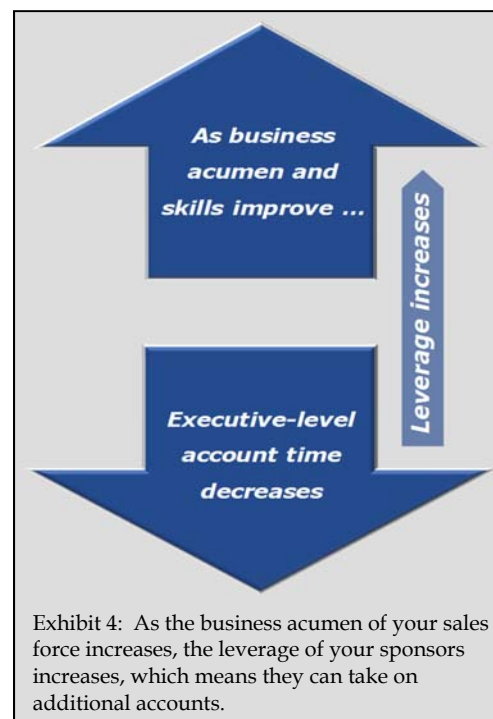 As business
acumen and
skills improve ...
Leverage increases
Executive-level
account time
decreases
Exhibit 4: As the business acumen of your sales
force increases, the leverage of your sponsors
increases, which means they can take on
additional accounts.